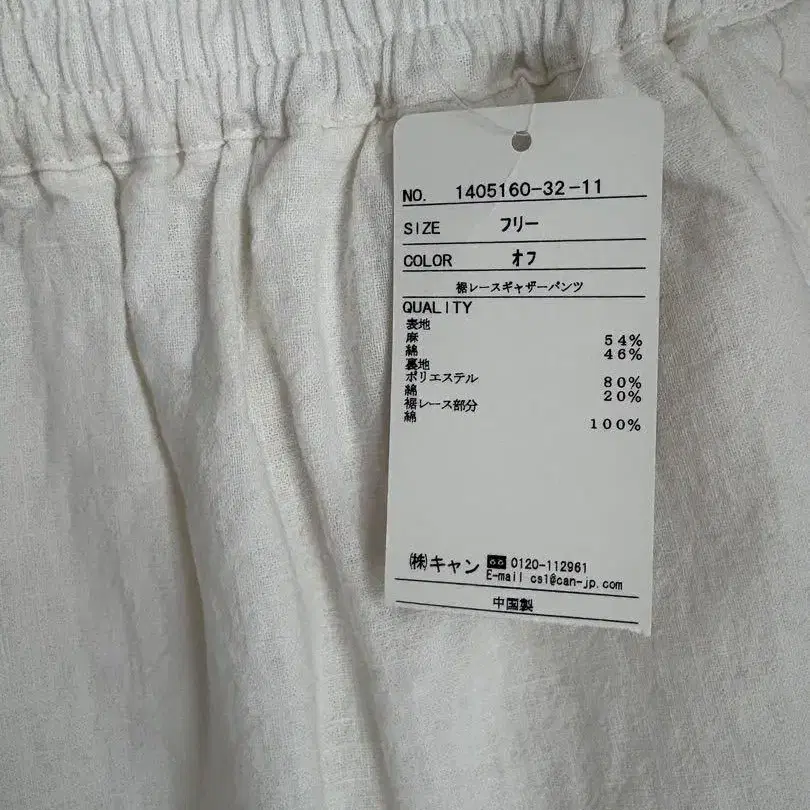 NO. 1405160-32-11
SIZE フリー
COLOR オフ
裾レースギャザーパンツ
QUALITY
表地
麻 54%
綿 46%
裏地
ポリエステル 80%
綿 20%
裾レース部分
綿 100%
㈱キャン 0120-112961
E-mail cs1@can-jp.com
中国製